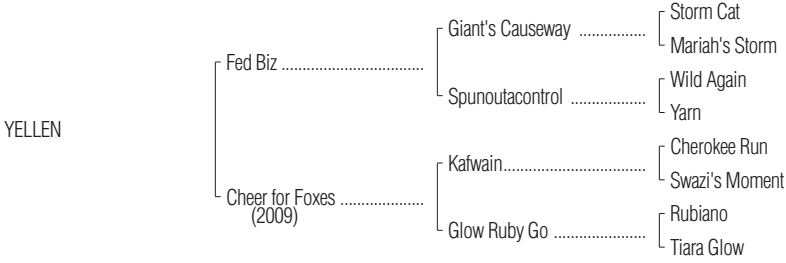 Storm Cat
Giant's Causeway ................
Mariah's Storm
Fed Biz .................................
Wild Again
Spunoutacontrol ..................
Yarn
YELLEN
Cherokee Run
Kafwain.................................
Swazi's Moment
Cheer for Foxes ...................
(2009)
Rubiano
Glow Ruby Go ......................
Tiara Glow